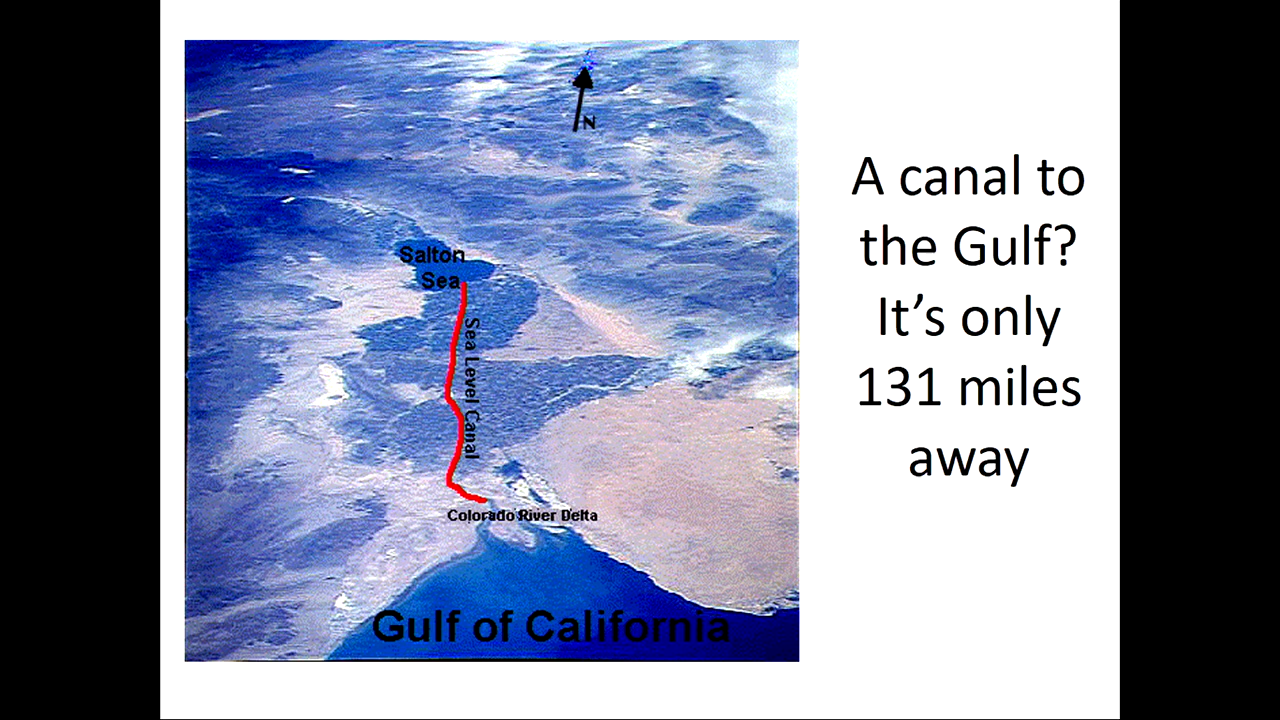 N
Salton
Sea
Sea Level Canal
Colorado River Delta
Gulf of California
A canal to
the Gulf?
It’s only
131 miles
away